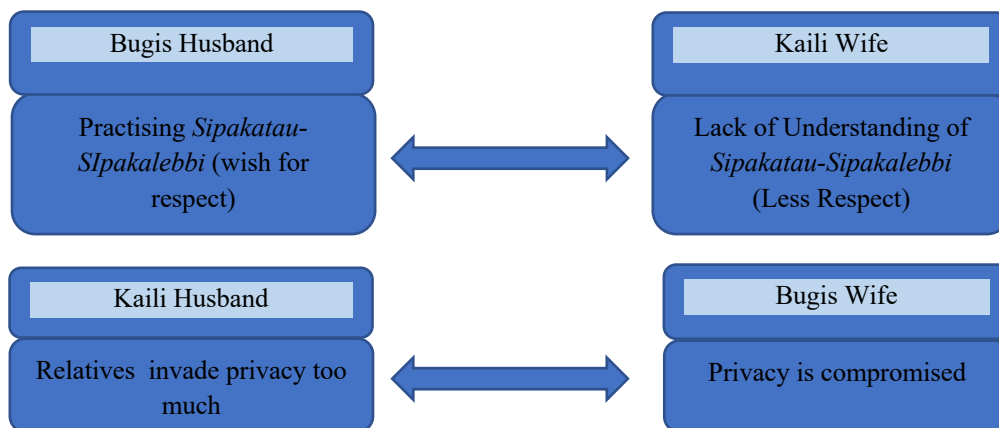 Bugis Husband
Practising Sipakatau-
SIpakalebbi (wish for
respect)
Kaili Wife
Lack of Understanding of
Sipakatau-Sipakalebbi
(Less Respect)
Kaili Husband
Relatives invade privacy too
much
Bugis Wife
Privacy is compromised